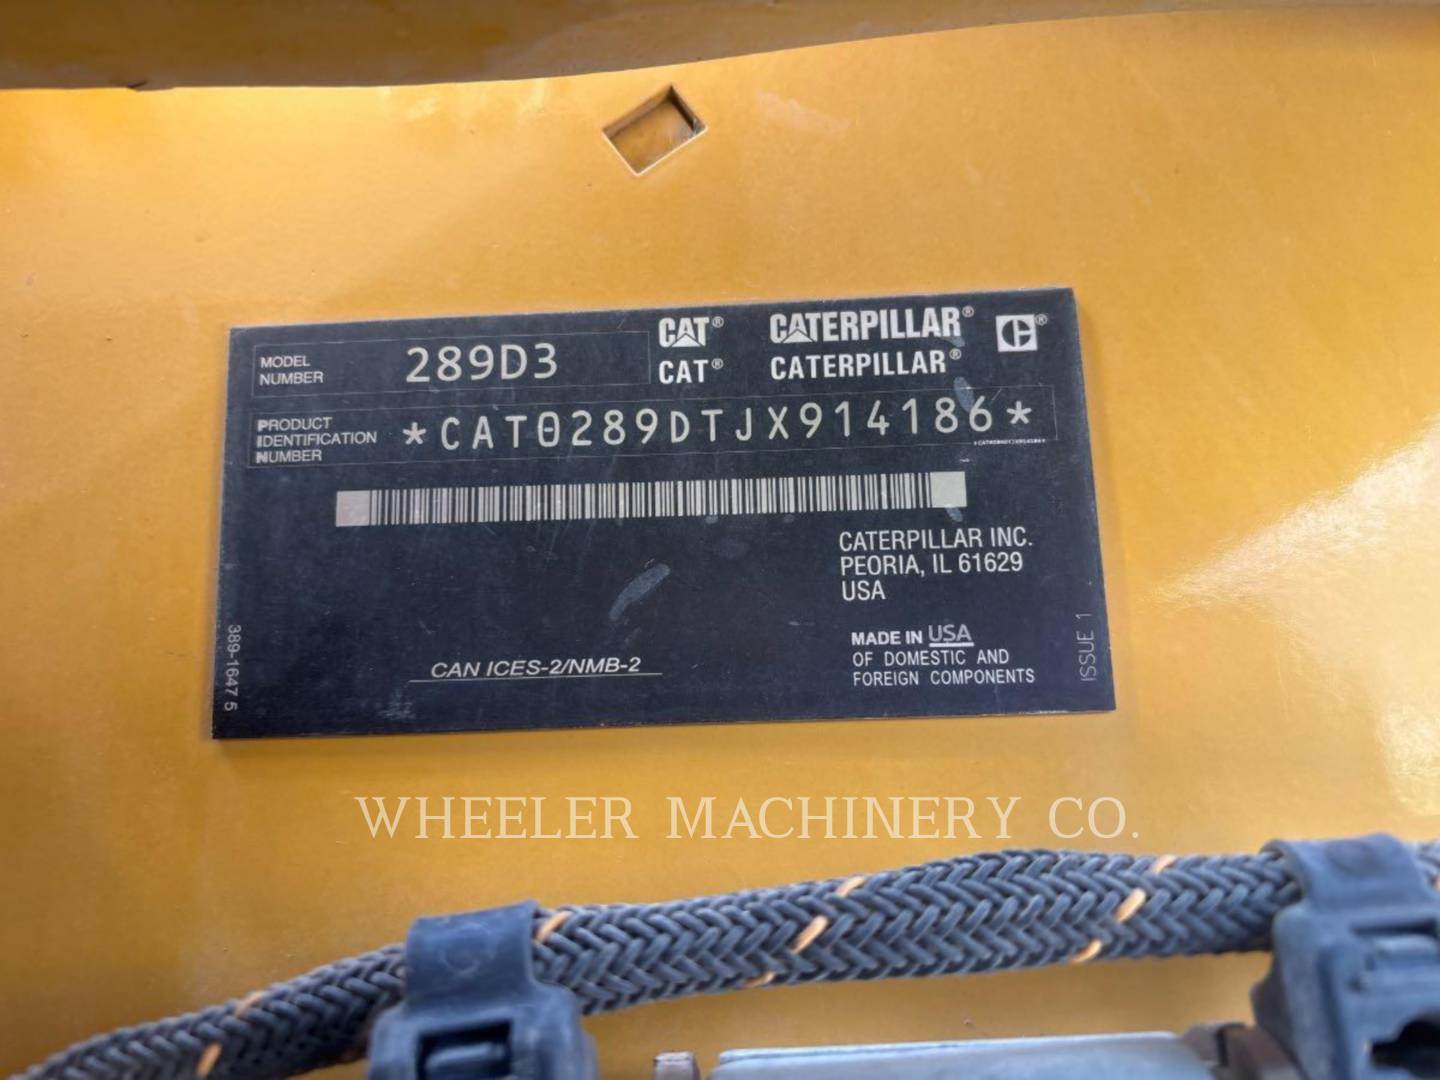 CAT® CATERPILLAR® C®
MODEL NUMBER 289D3 CAT® CATERPILLAR®
PRODUCT IDENTIFICATION NUMBER *CAT0289DTJX914186*
CATERPILLAR INC.
PEORIA, IL 61629
USA
MADE IN USA
OF DOMESTIC AND
FOREIGN COMPONENTS
CAN ICES-2/NMB-2
389-1647 5
ISSUE 1
WHEELER MACHINERY CO.